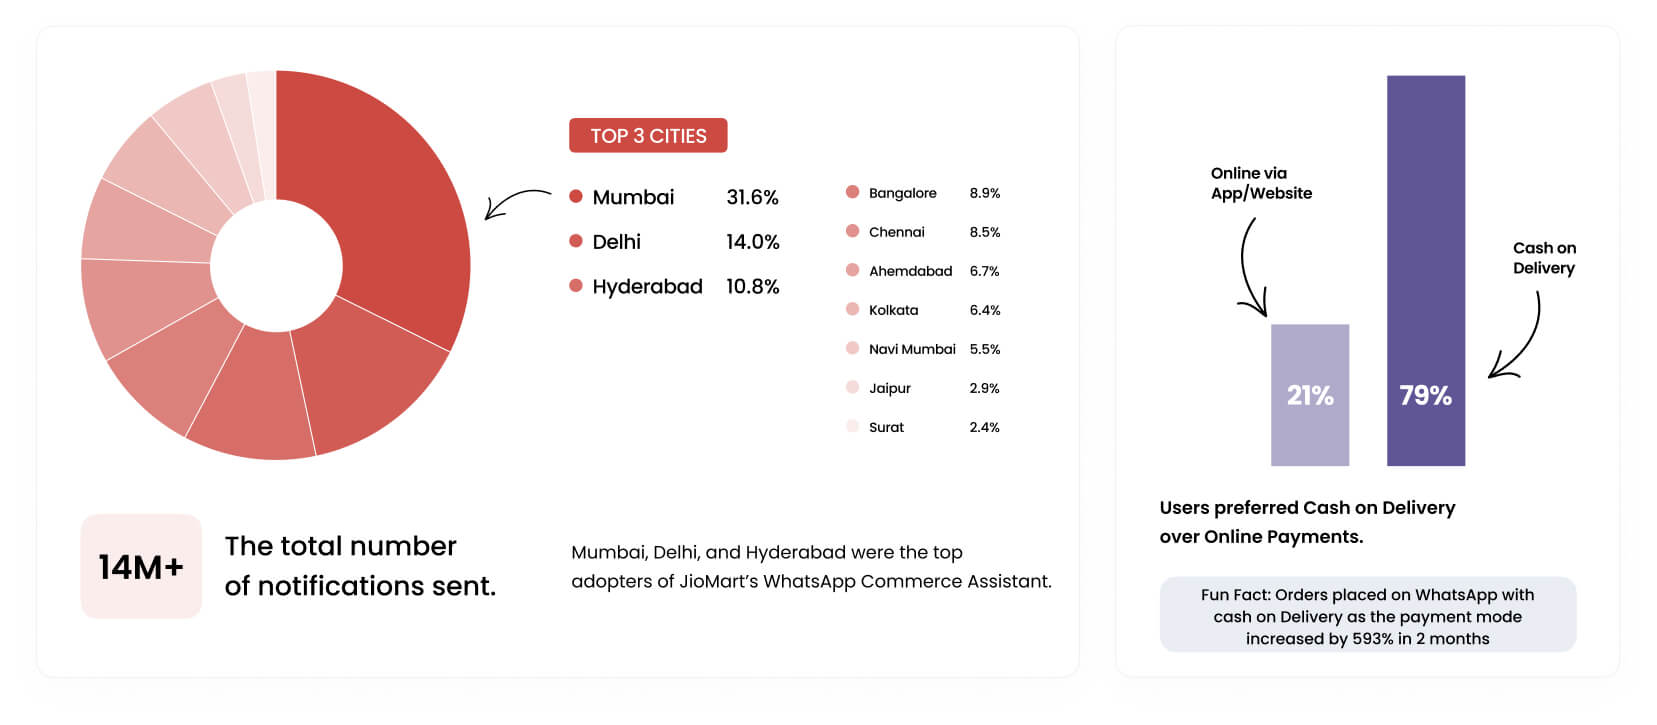 TOP 3 CITIES
Mumbai 31.6%
Delhi 14.0%
Hyderabad 10.8%
Bangalore 8.9%
Chennai 8.5%
Ahemdabad 6.7%
Kolkata 6.4%
Navi Mumbai 5.5%
Jaipur 2.9%
Surat 2.4%
14M+
The total number
of notifications sent.
Mumbai, Delhi, and Hyderabad were the top
adopters of JioMart’s WhatsApp Commerce Assistant.
Online via
App/Website
Cash on
Delivery
21%
79%
Users preferred Cash on Delivery
over Online Payments.
Fun Fact: Orders placed on WhatsApp with
cash on Delivery as the payment mode
increased by 593% in 2 months